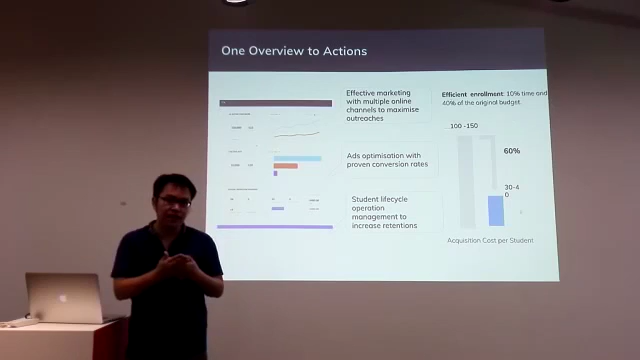 One Overview to Actions
Effective marketing
with multiple online
channels to maximise
outreaches
Ads optimisation with
proven conversion rates
Student lifecycle
operation
management to
increase retentions
Efficient enrollment: 10% time and
40% of the original budget.
100 -150
60%
30-4
0
Acquisition Cost per Student